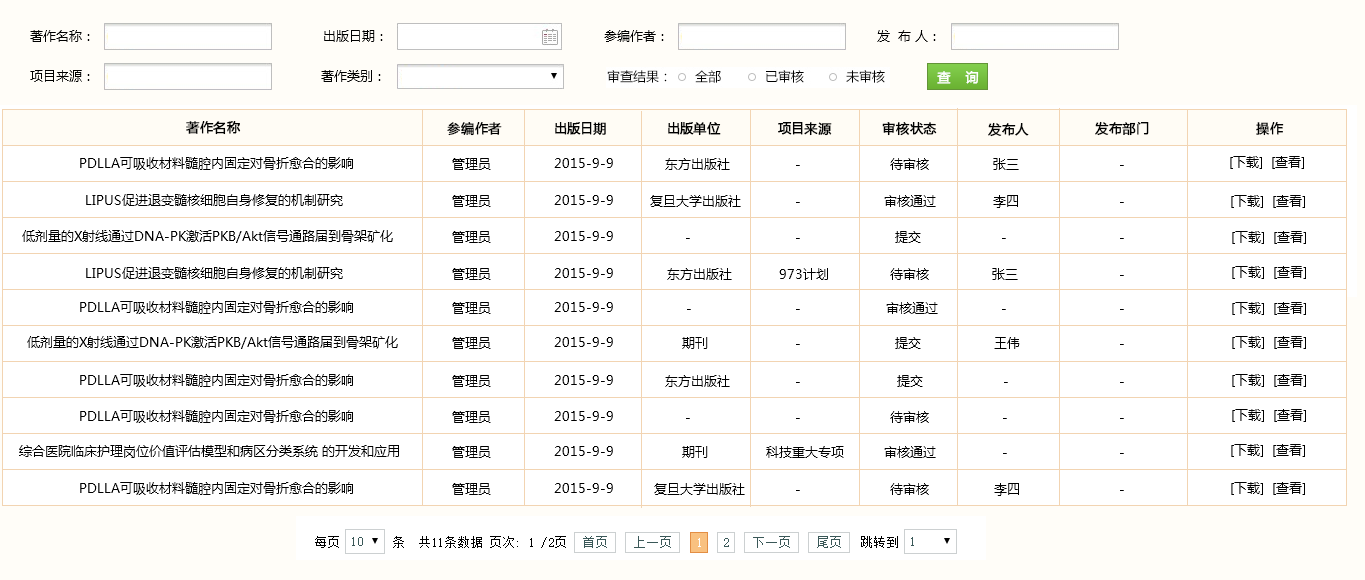 著作名称： 出版日期： 参编作者： 发 布 人：
项目来源： 著作类别： 审查结果： 全部 已审核 未审核 查 询
著作名称 参编作者 出版日期 出版单位 项目来源 审核状态 发布人 发布部门 操作
PDLLA可吸收材料髓腔内固定对骨折愈合的影响 管理员 2015-9-9 东方出版社 - 待审核 张三 - [下载] [查看]
LIPUS促进退变髓核细胞自身修复的机制研究 管理员 2015-9-9 复旦大学出版社 - 审核通过 李四 - [下载] [查看]
低剂量的X射线通过DNA-PK激活PKB/Akt信号通路届到骨架矿化 管理员 2015-9-9 - - 提交 - - [下载] [查看]
LIPUS促进退变髓核细胞自身修复的机制研究 管理员 2015-9-9 东方出版社 973计划 待审核 张三 - [下载] [查看]
PDLLA可吸收材料髓腔内固定对骨折愈合的影响 管理员 2015-9-9 - - 审核通过 - - [下载] [查看]
低剂量的X射线通过DNA-PK激活PKB/Akt信号通路届到骨架矿化 管理员 2015-9-9 期刊 - 提交 王伟 - [下载] [查看]
PDLLA可吸收材料髓腔内固定对骨折愈合的影响 管理员 2015-9-9 东方出版社 - 提交 - - [下载] [查看]
PDLLA可吸收材料髓腔内固定对骨折愈合的影响 管理员 2015-9-9 - - 待审核 - - [下载] [查看]
综合医院临床护理岗位价值评估模型和病区分类系统 的开发和应用 管理员 2015-9-9 期刊 科技重大专项 审核通过 - - [下载] [查看]
PDLLA可吸收材料髓腔内固定对骨折愈合的影响 管理员 2015-9-9 复旦大学出版社 - 待审核 李四 - [下载] [查看]
每页 10 条 共11条数据 页次: 1 /2页 首页 上一页 1 2 下一页 尾页 跳转到 1